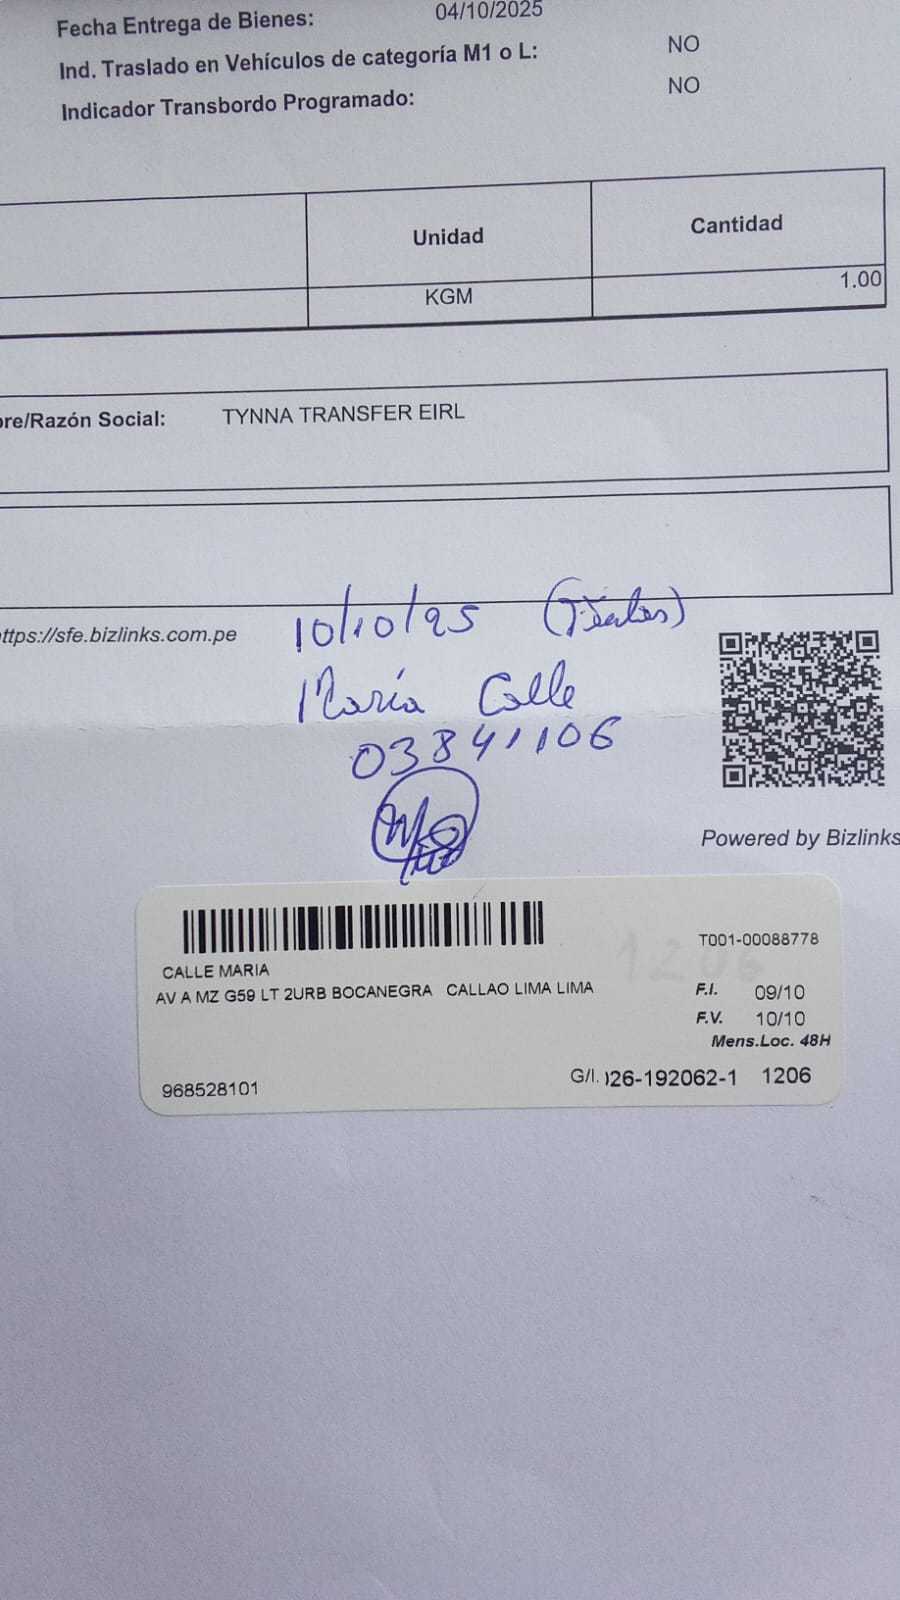 Fecha Entrega de Bienes: 04/10/2025
Ind. Traslado en Vehículos de categoría M1 o L: NO
Indicador Transbordo Programado: NO
Unidad Cantidad
KGM 1.00
bre/Razón Social: TYNNA TRANSFER EIRL
https://sfe.bizlinks.com.pe
10/10/25
María Calle
03841106
Powered by Bizlinks
T001-00088778
1206
CALLE MARIA
AV A MZ G59 LT 2URB BOCANEGRA CALLAO LIMA LIMA
F.I. 09/10
F.V. 10/10
Mens.Loc. 48H
968528101 G/I. 026-192062-1 1206